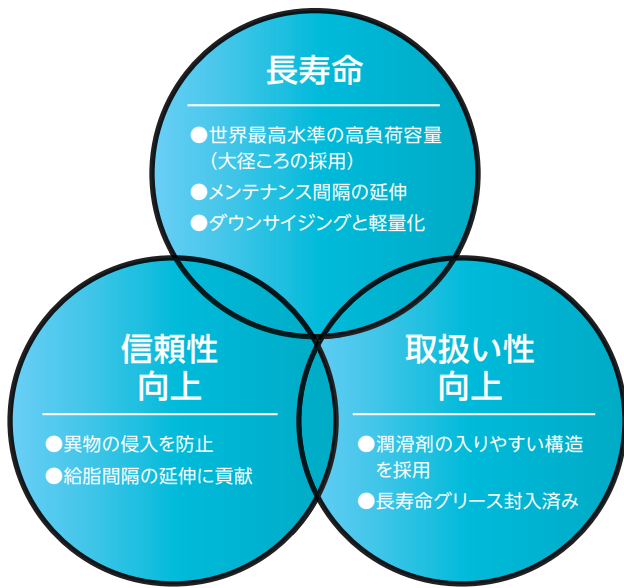 長寿命
●世界最高水準の高負荷容量
（大径ころの採用）
●メンテナンス間隔の延伸
●ダウンサイジングと軽量化
信頼性
向上
●異物の侵入を防止
●給脂間隔の延伸に貢献
取扱い性
向上
●潤滑剤の入りやすい構造
を採用
●長寿命グリース封入済み